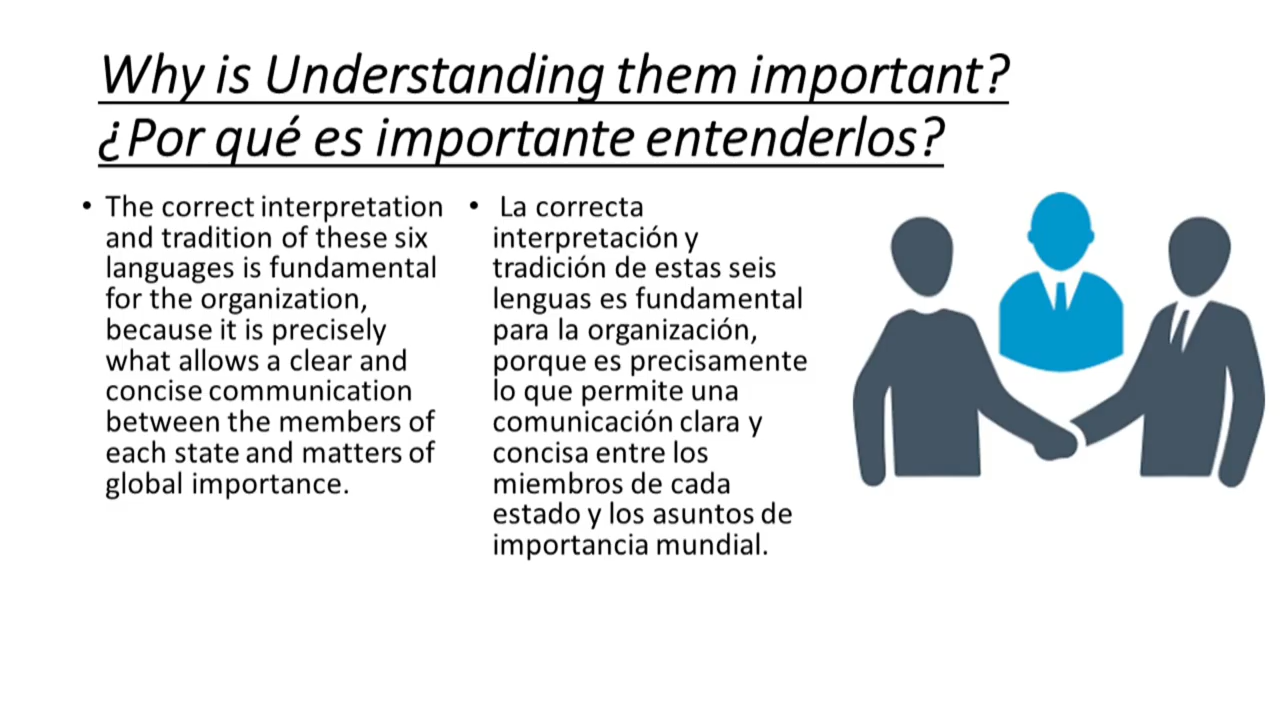 Why is Understanding them important?
¿Por qué es importante entenderlos?
• The correct interpretation
and tradition of these six
languages is fundamental
for the organization,
because it is precisely
what allows a clear and
concise communication
between the members of
each state and matters of
global importance.
• La correcta
interpretación y
tradición de estas seis
lenguas es fundamental
para la organización,
porque es precisamente
lo que permite una
comunicación clara y
concisa entre los
miembros de cada
estado y los asuntos de
importancia mundial.